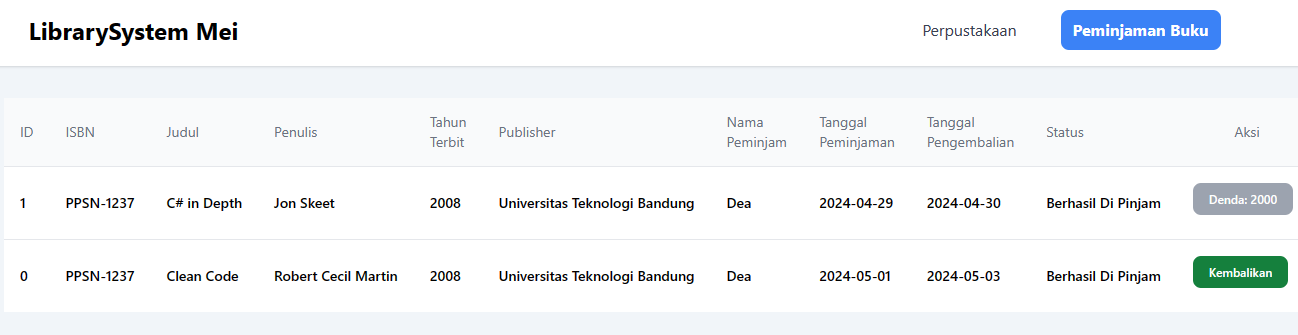 LibrarySystem Mei
Perpustakaan
Peminjaman Buku
ID ISBN Judul Penulis Tahun Terbit Publisher Nama Peminjam Tanggal Peminjaman Tanggal Pengembalian Status Aksi
1 PPSN-1237 C# in Depth Jon Skeet 2008 Universitas Teknologi Bandung Dea 2024-04-29 2024-04-30 Berhasil Di Pinjam Denda: 2000
0 PPSN-1237 Clean Code Robert Cecil Martin 2008 Universitas Teknologi Bandung Dea 2024-05-01 2024-05-03 Berhasil Di Pinjam Kembalikan